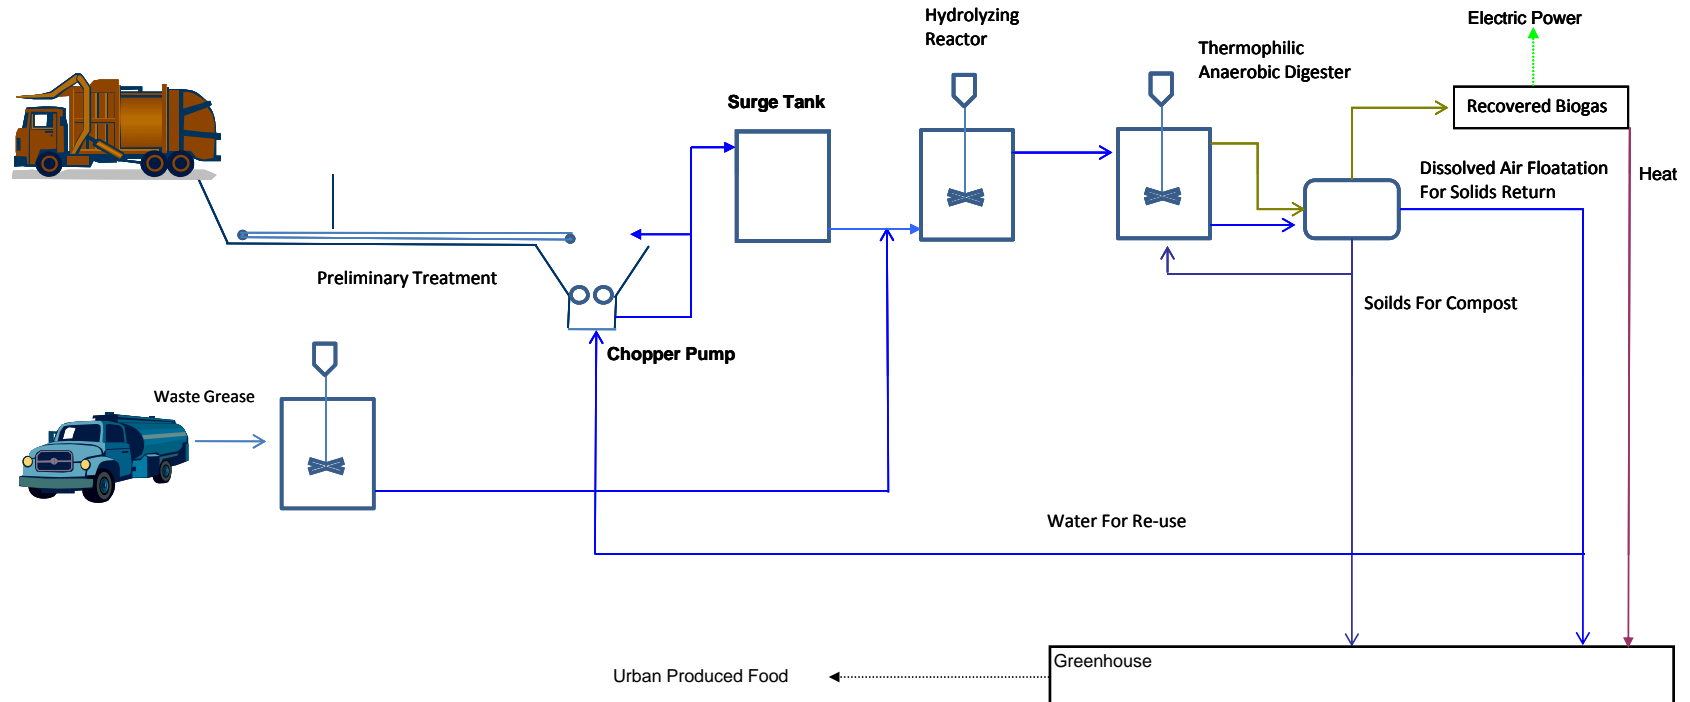 Hydrolyzing
Reactor
Electric Power
Thermophilic
Anaerobic Digester
Surge Tank
Recovered Biogas
Dissolved Air Floatation
For Solids Return
Heat
Preliminary Treatment
Soilds For Compost
Chopper Pump
Waste Grease
Water For Re-use
Greenhouse
Urban Produced Food